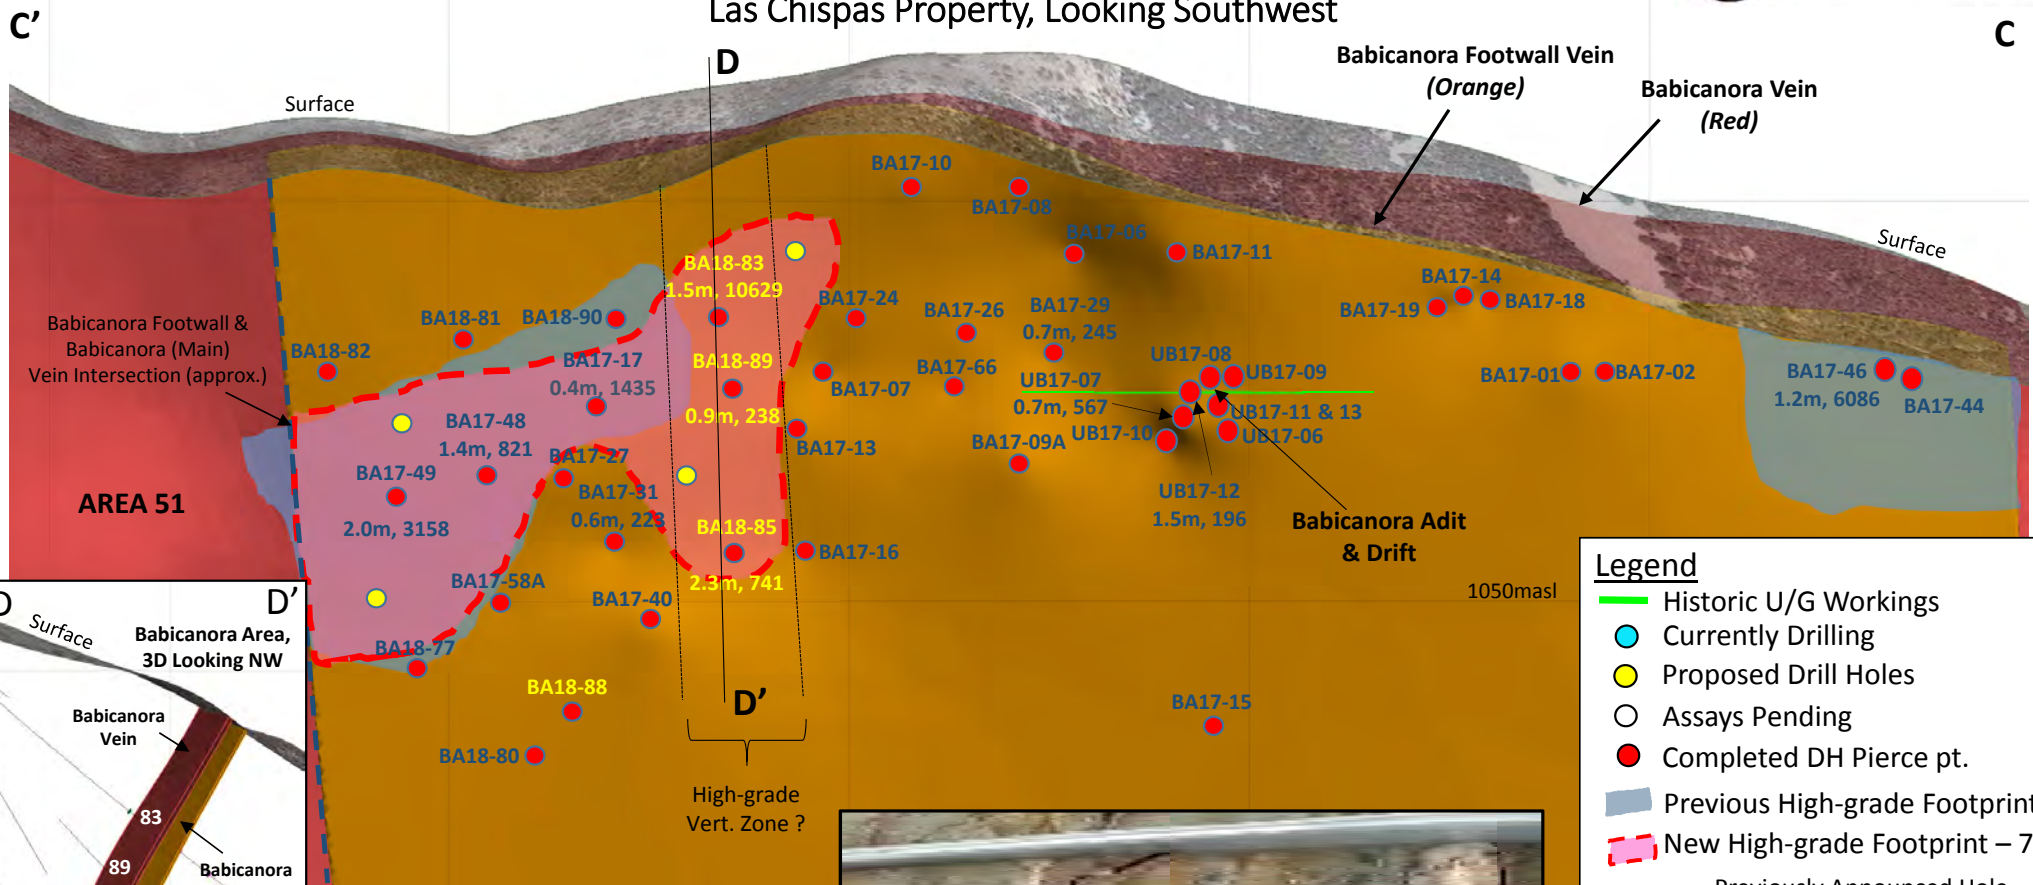 Las Chispas Property, Looking Southwest
C'
C
D
Surface
Babicanora Footwall Vein
(Orange)
Babicanora Vein
(Red)
Surface
BA17-10
BA17-08
BA17-06
BA17-11
BA18-83
1.5m, 10629
BA17-24
BA17-26
BA17-29
0.7m, 245
BA17-14
BA17-19
BA17-18
BA18-81
BA18-90
BA18-82
Babicanora Footwall &
Babicanora (Main)
Vein Intersection (approx.)
BA17-17
0.4m, 1435
BA18-89
0.9m, 238
BA17-07
BA17-66
UB17-08
UB17-09
UB17-07
0.7m, 567
UB17-11 & 13
UB17-10
UB17-06
BA17-01
BA17-02
BA17-46
1.2m, 6086
BA17-44
BA17-48
1.4m, 821
BA17-49
2.0m, 3158
BA17-27
BA17-31
0.6m, 223
BA17-13
BA17-09A
UB17-12
1.5m, 196
Babicanora Adit
& Drift
AREA 51
BA18-85
2.3m, 741
BA17-16
BA17-58A
BA17-40
BA18-77
1050masl
BA18-88
BA18-80
D'
BA17-15
High-grade
Vert. Zone ?
D
D'
Surface
Babicanora Area,
3D Looking NW
Babicanora
Vein
83
89
Babicanora
Legend
Historic U/G Workings
Currently Drilling
Proposed Drill Holes
Assays Pending
Completed DH Pierce pt.
Previous High-grade Footprint
New High-grade Footprint – 7
Previously Announced Hole